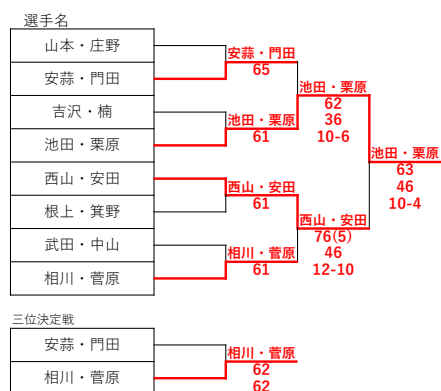 選手名
山本・庄野
安蒜・門田
吉沢・楠
池田・栗原
西山・安田
根上・箕野
武田・中山
相川・菅原
安蒜・門田
65
池田・栗原
61
西山・安田
61
相川・菅原
61
池田・栗原
62
36
10-6
西山・安田
76(5)
46
12-10
池田・栗原
63
46
10-4
三位決定戦
安蒜・門田
相川・菅原
相川・菅原
62
62